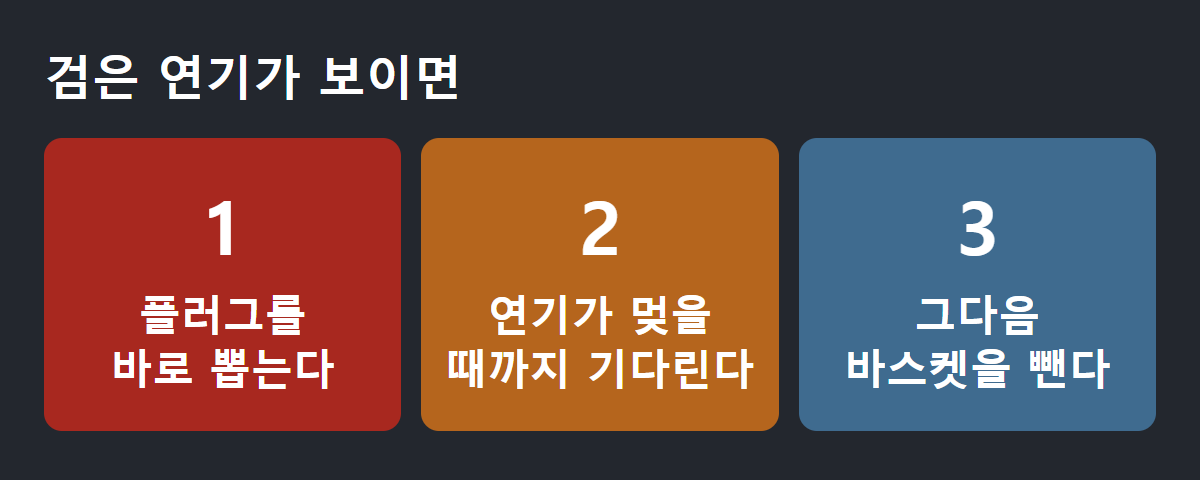 검은 연기가 보이면
1
플러그를
바로 뽑는다
2
연기가 멎을
때까지 기다린다
3
그다음
바스켓을 뺀다